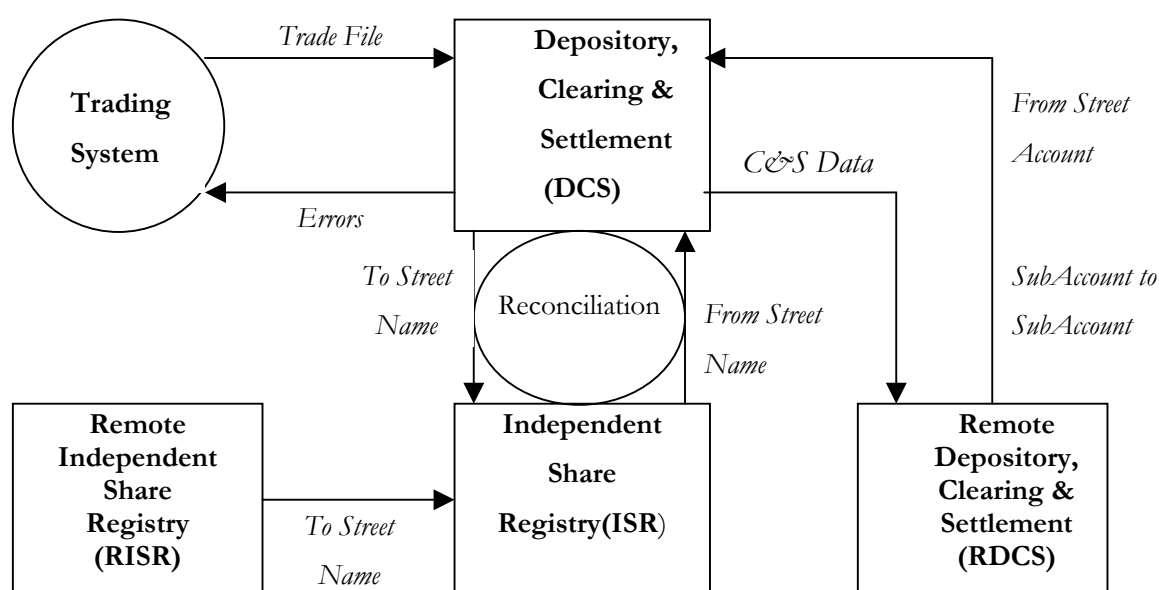 Trade File
Trading
System
Errors
Depository,
Clearing &
Settlement
(DCS)
C&S Data
From Street
Account
SubAccount to
SubAccount
To Street
Name
Reconciliation
From Street
Name
Remote
Independent
Share
Registry
(RISR)
To Street
Name
Independent
Share
Registry(ISR)
Remote
Depository,
Clearing &
Settlement
(RDCS)